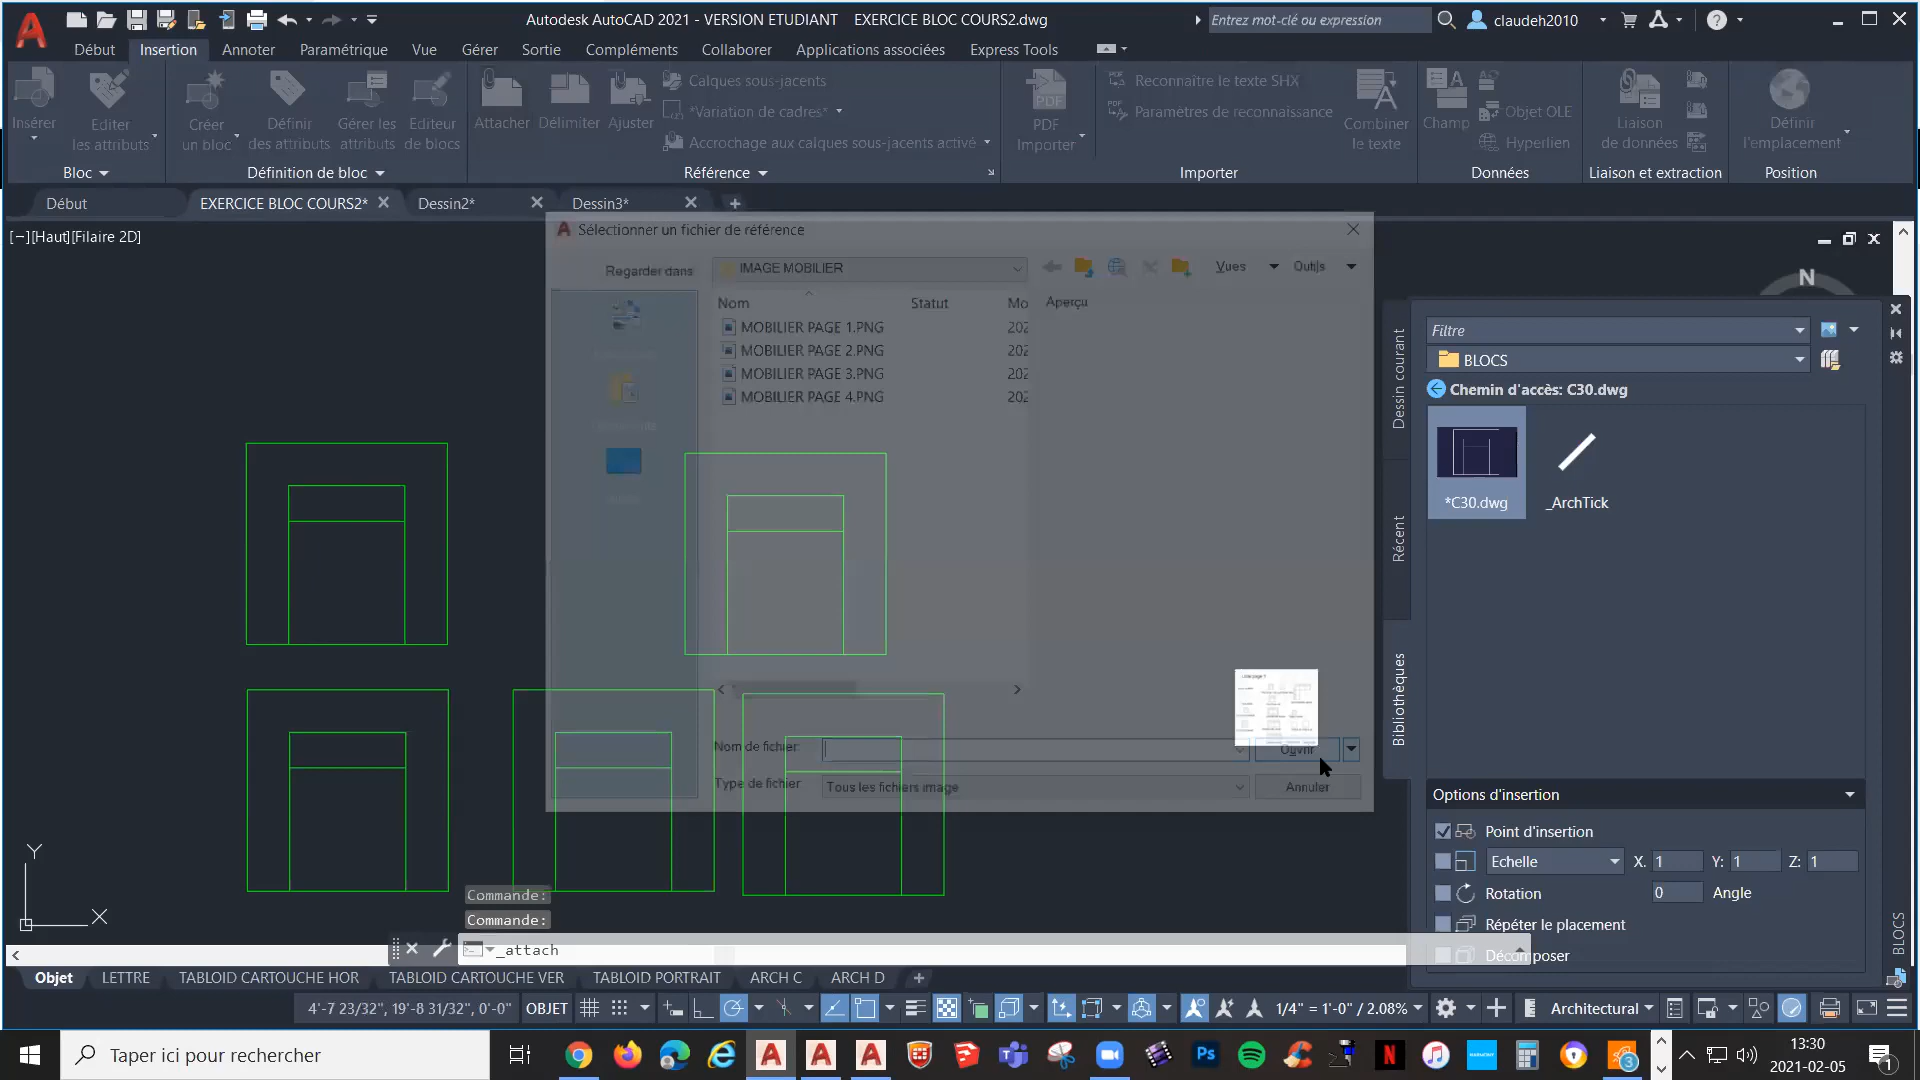 Autodesk AutoCAD 2021 - VERSION ETUDIANT EXERCICE BLOC COURS2.dwg
Entrez mot-clé ou expression
claudeh2010
Début Insertion Annoter Paramétrique Vue Gérer Sortie Compléments Collaborer Applications associées Express Tools
Insérer
Editer
les attributs
Créer
un bloc
Définir
des attributs
Gérer les
attributs
Editeur
de blocs
Attacher
Délimiter
Ajuster
Calques sous-jacents
*Variation de cadres*
Accrochage aux calques sous-jacents activé
PDF
PDF
Importer
Reconnaître le texte SHX
Paramètres de reconnaissance
Combiner
le texte
Champ
Objet OLE
Hyperlien
Liaison
de données
Définir
l'emplacement
Bloc
Définition de bloc
Référence
Importer
Données
Liaison et extraction
Position
Début
EXERCICE BLOC COURS2*
Dessin2*
Dessin3*
[−][Haut][Filaire 2D]
Sélectionner un fichier de référence
Regarder dans
IMAGE MOBILIER
Vues
Outils
Nom
Statut
Mo
Aperçu
MOBILIER PAGE 1.PNG 202
MOBILIER PAGE 2.PNG 202
MOBILIER PAGE 3.PNG 202
MOBILIER PAGE 4.PNG 202
Nom de fichier:
Ouvrir
Type de fichier:
Tous les fichiers image
Annuler
N
Dessin courant
Récent
Bibliothèques
Filtre
BLOCS
Chemin d'accès: C30.dwg
*C30.dwg
_ArchTick
Options d'insertion
Point d'insertion
Echelle
X: 1
Y: 1
Z: 1
Rotation
0
Angle
Répéter le placement
Décomposer
BLOCS
Y
X
Commande:
Commande:
_attach
Objet LETTRE TABLOID CARTOUCHE HOR TABLOID CARTOUCHE VER TABLOID PORTRAIT ARCH C ARCH D
4'-7 23/32", 19'-8 31/32", 0'-0"
OBJET
1/4" = 1'-0" / 2.08%
Architectural
Taper ici pour rechercher
Ps
N
3
13:30
2021-02-05
1